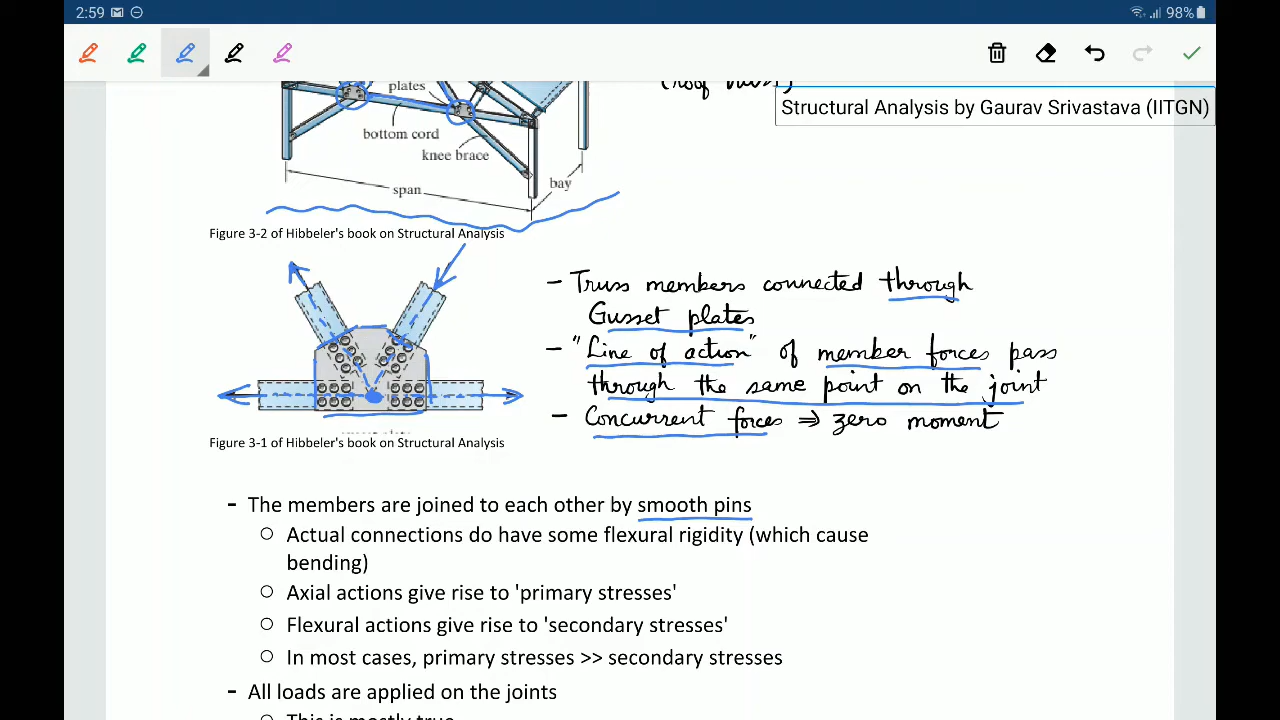 2:59
98%
plates
bottom cord
knee brace
span
bay
(roof
Structural Analysis by Gaurav Srivastava (IITGN)
Figure 3-2 of Hibbeler's book on Structural Analysis
- Truss members connected through
Gusset plates
- "Line of action" of member forces pass
through the same point on the joint
- Concurrent forces ⇒ zero moment
Figure 3-1 of Hibbeler's book on Structural Analysis
- The members are joined to each other by smooth pins
○ Actual connections do have some flexural rigidity (which cause
bending)
○ Axial actions give rise to 'primary stresses'
○ Flexural actions give rise to 'secondary stresses'
○ In most cases, primary stresses >> secondary stresses
- All loads are applied on the joints
○ This is mostly true